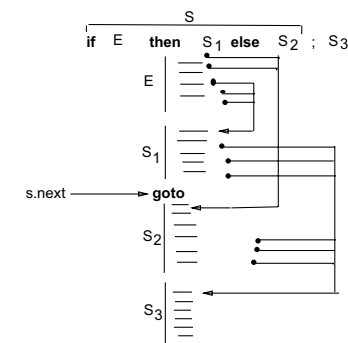 S
if E then S1 else S2 ; S3
E
S1
s.next goto
S2
S3